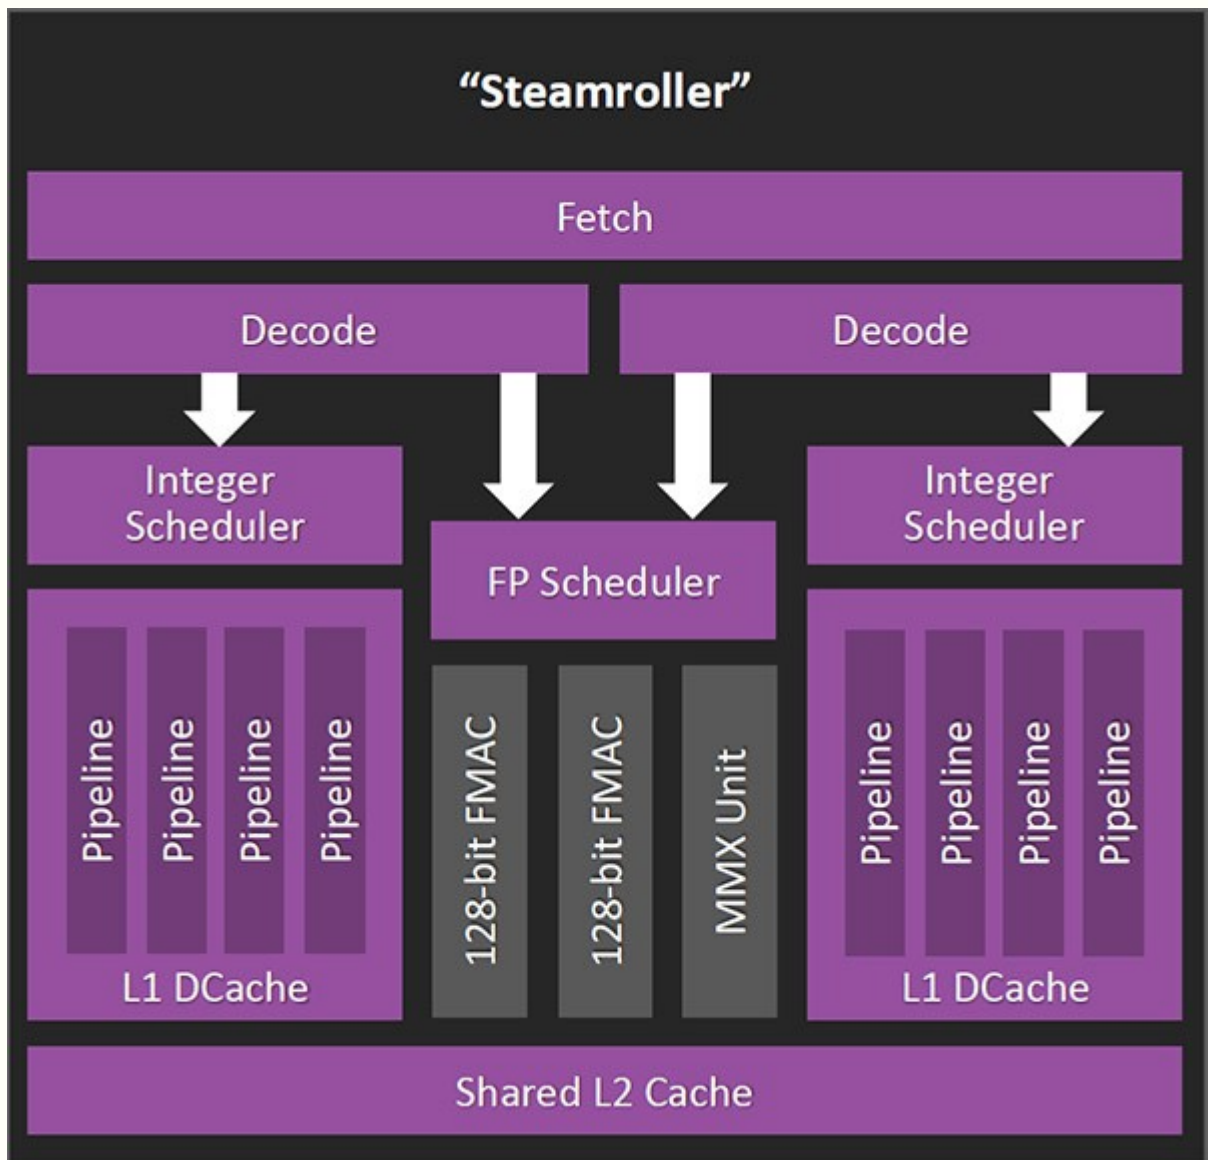 “Steamroller”
Fetch
Decode
Decode
Integer
Scheduler
FP Scheduler
Integer
Scheduler
Pipeline
Pipeline
Pipeline
Pipeline
L1 DCache
128-bit FMAC
128-bit FMAC
MMX Unit
Pipeline
Pipeline
Pipeline
Pipeline
L1 DCache
Shared L2 Cache